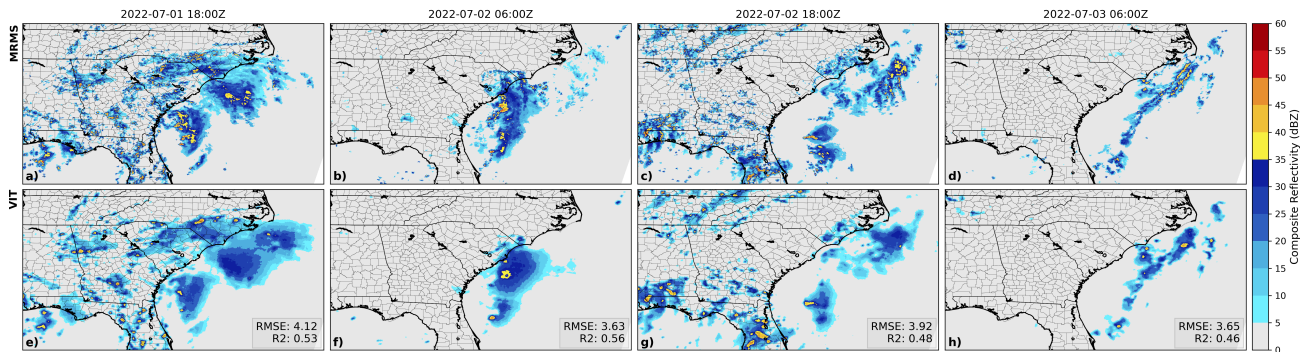 2022-07-01 18:00Z
2022-07-02 06:00Z
2022-07-02 18:00Z
2022-07-03 06:00Z
MRMS
a)
b)
c)
d)
VIT
e)
RMSE: 4.12
R2: 0.53
f)
RMSE: 3.63
R2: 0.56
g)
RMSE: 3.92
R2: 0.48
h)
RMSE: 3.65
R2: 0.46
60
55
50
45
40
35
30
25
20
15
10
5
0
Composite Reflectivity (dBZ)